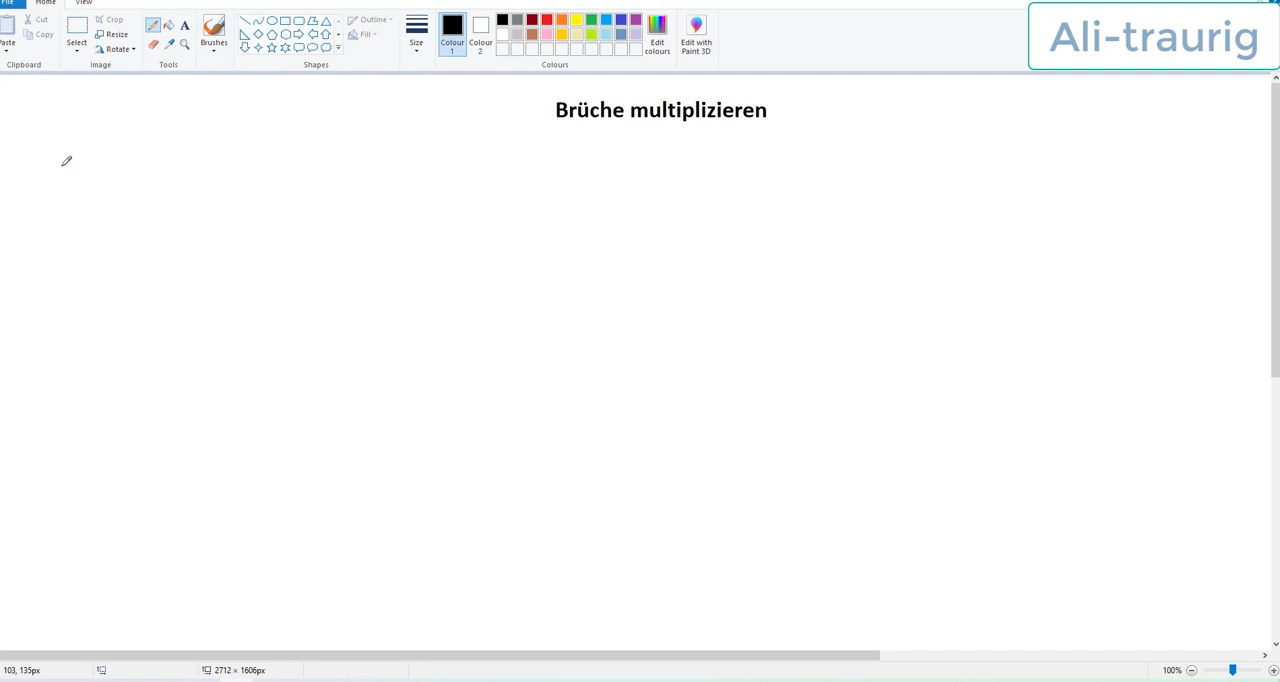 File
Home
View
Ali-traurig
Cut
Crop
Outline
Copy
Resize
Fill
Paste
Select
Rotate
Brushes
Size
Colour 1
Colour 2
Edit colours
Edit with Paint 3D
Clipboard
Image
Tools
Shapes
Colours
Brüche multiplizieren
103, 135px
2712 × 1606px
100%